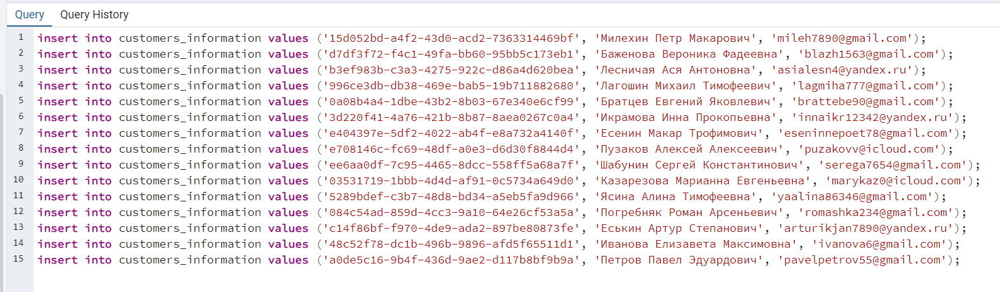 Query Query History
1 insert into customers_information values ('15d052bd-a4f2-43d0-acd2-7363314469bf', 'Милехин Петр Макарович', 'mileh7890@gmail.com');
2 insert into customers_information values ('d7df3f72-f4c1-49fa-bb60-95bb5c173eb1', 'Баженова Вероника Фадеевна', 'blazh1563@gmail.com');
3 insert into customers_information values ('b3ef983b-c3a3-4275-922c-d86a4d620bea', 'Лесничая Ася Антоновна', 'asialesn4@yandex.ru');
4 insert into customers_information values ('996ce3db-db38-469e-bab5-19b711882680', 'Лагошин Михаил Тимофеевич', 'lagmiha777@gmail.com');
5 insert into customers_information values ('0a08b4a4-1dbe-43b2-8b03-67e340e6cf99', 'Братцев Евгений Яковлевич', 'brattebe90@gmail.com');
6 insert into customers_information values ('3d220f41-4a76-421b-8b87-8aea0267c0a4', 'Икрамова Инна Прокопьевна', 'innaikr12342@yandex.ru');
7 insert into customers_information values ('e404397e-5df2-4022-ab4f-e8a732a4140f', 'Есенин Макар Трофимович', 'eseninnepoet78@gmail.com');
8 insert into customers_information values ('e708146c-fc69-48df-a0e3-d6d30f8844d4', 'Пузаков Алексей Алексеевич', 'puzakovv@icloud.com');
9 insert into customers_information values ('ee6aa0df-7c95-4465-8dcc-558ff5a68a7f', 'Шабунин Сергей Константинович', 'serega7654@gmail.com');
10 insert into customers_information values ('03531719-1bbb-4d4d-af91-0c5734a649d0', 'Казарезова Марианна Евгеньевна', 'marykaz0@icloud.com');
11 insert into customers_information values ('5289bdef-c3b7-48d8-bd34-a5eb5fa9d966', 'Ясина Алина Тимофеевна', 'yaalina86346@gmail.com');
12 insert into customers_information values ('084c54ad-859d-4cc3-9a10-64e26cf53a5a', 'Погребняк Роман Арсеньевич', 'romashka234@gmail.com');
13 insert into customers_information values ('c14f86bf-f970-4de9-ada2-897be80873fe', 'Еськин Артур Степанович', 'arturikjan7890@yandex.ru');
14 insert into customers_information values ('48c52f78-dc1b-496b-9896-afd5f65511d1', 'Иванова Елизавета Максимовна', 'ivanova6@gmail.com');
15 insert into customers_information values ('a0de5c16-9b4f-436d-9ae2-d117b8bf9b9a', 'Петров Павел Эдуардович', 'pavelpetrov55@gmail.com');